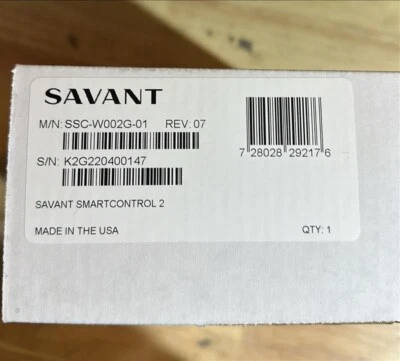 SAVANT
M/N: SSC-W002G-01 REV: 07
S/N: K2G220400147
7 28028 29217 6
SAVANT SMARTCONTROL 2
MADE IN THE USA
QTY: 1